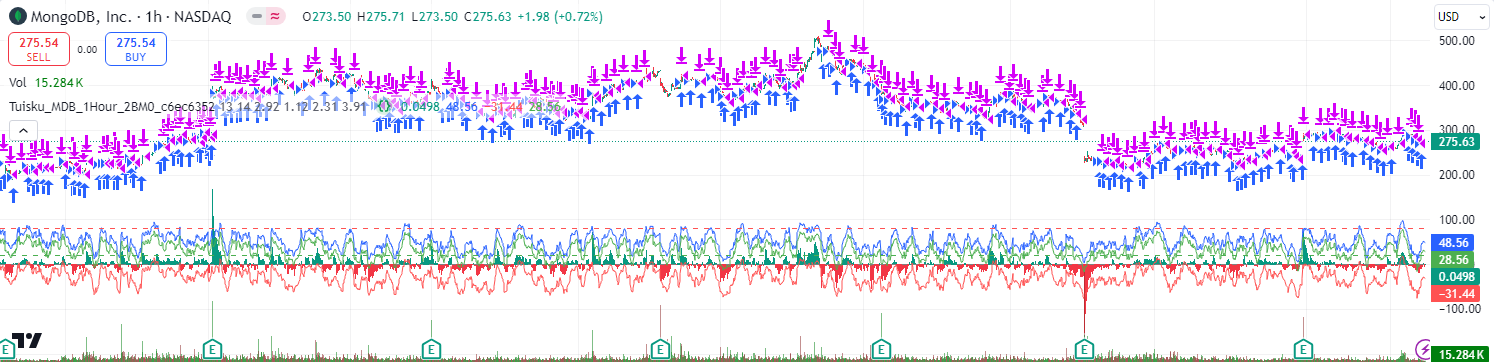 MongoDB, Inc. · 1h · NASDAQ O273.50 H275.71 L273.50 C275.63 +1.98 (+0.72%)
USD
275.54 SELL
0.00
275.54 BUY
Vol 15.284 K
Tuisku_MDB_1Hour_2BM0_c6ec6352 13 14 2.92 1.12 2.31 3.91 0.0498 48.56 −31.44 28.56
500.00
400.00
300.00
275.63
200.00
100.00
48.56
28.56
0.0498
−31.44
−100.00
E E E E E E E
15.284 K